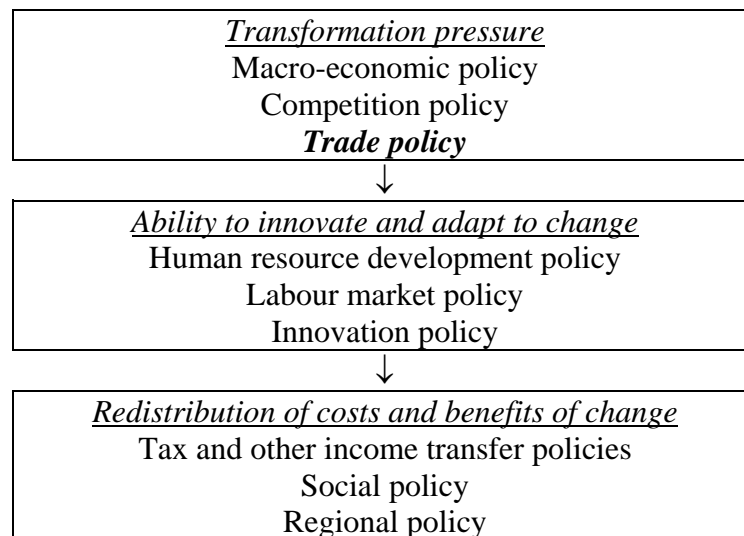 Transformation pressure
Macro-economic policy
Competition policy
Trade policy
↓
Ability to innovate and adapt to change
Human resource development policy
Labour market policy
Innovation policy
↓
Redistribution of costs and benefits of change
Tax and other income transfer policies
Social policy
Regional policy